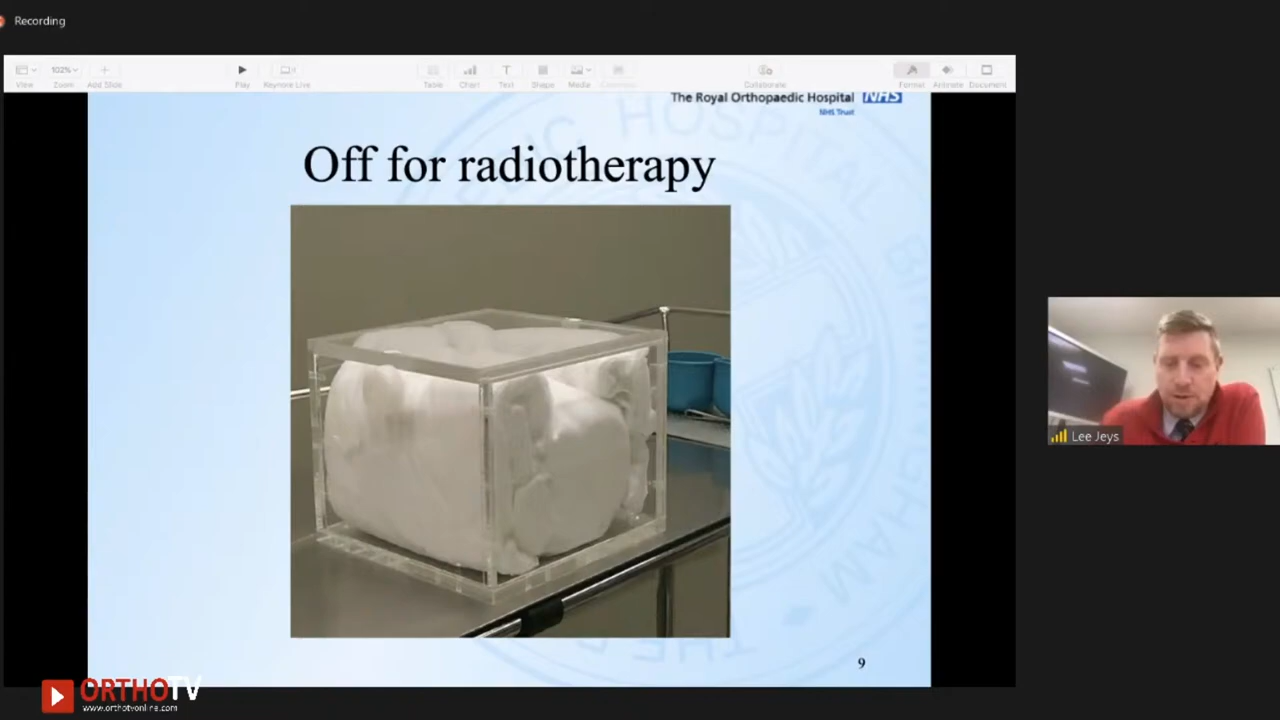 Recording
102%
View
Zoom
Add Slide
Play
Keynote Live
Table
Chart
Text
Shape
Media
Comment
Collaborate
Format
Animate
Document
The Royal Orthopaedic Hospital NHS
NHS Trust
Off for radiotherapy
Lee Jeys
9
ORTHOTV
www.orthotvonline.com